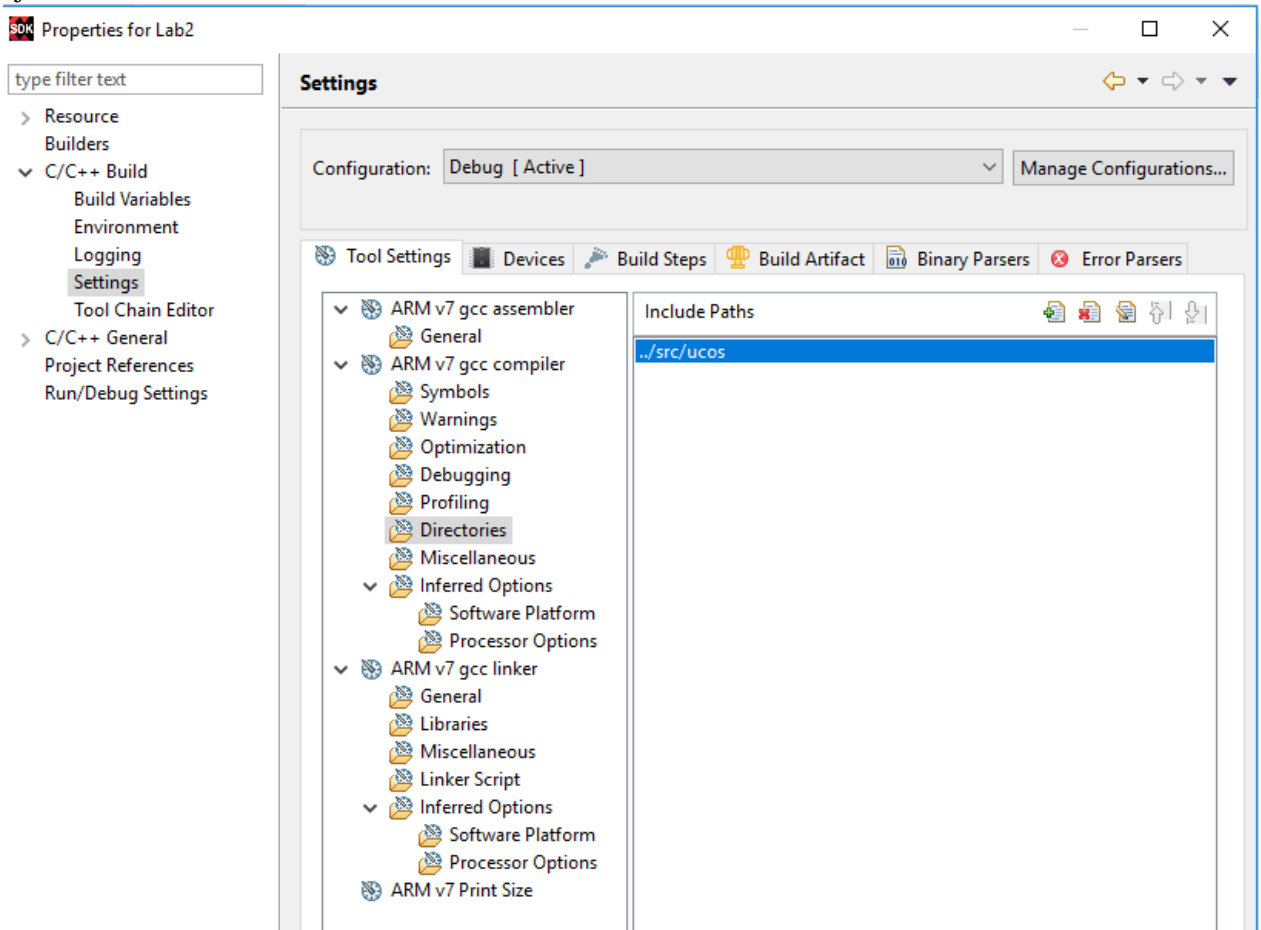 SDK Properties for Lab2
type filter text
Settings
Resource
Builders
C/C++ Build
Build Variables
Environment
Logging
Settings
Tool Chain Editor
C/C++ General
Project References
Run/Debug Settings
Configuration: Debug [ Active ] Manage Configurations...
Tool Settings Devices Build Steps Build Artifact 010 Binary Parsers Error Parsers
ARM v7 gcc assembler
General
ARM v7 gcc compiler
Symbols
Warnings
Optimization
Debugging
Profiling
Directories
Miscellaneous
Inferred Options
Software Platform
Processor Options
ARM v7 gcc linker
General
Libraries
Miscellaneous
Linker Script
Inferred Options
Software Platform
Processor Options
ARM v7 Print Size
Include Paths
../src/ucos